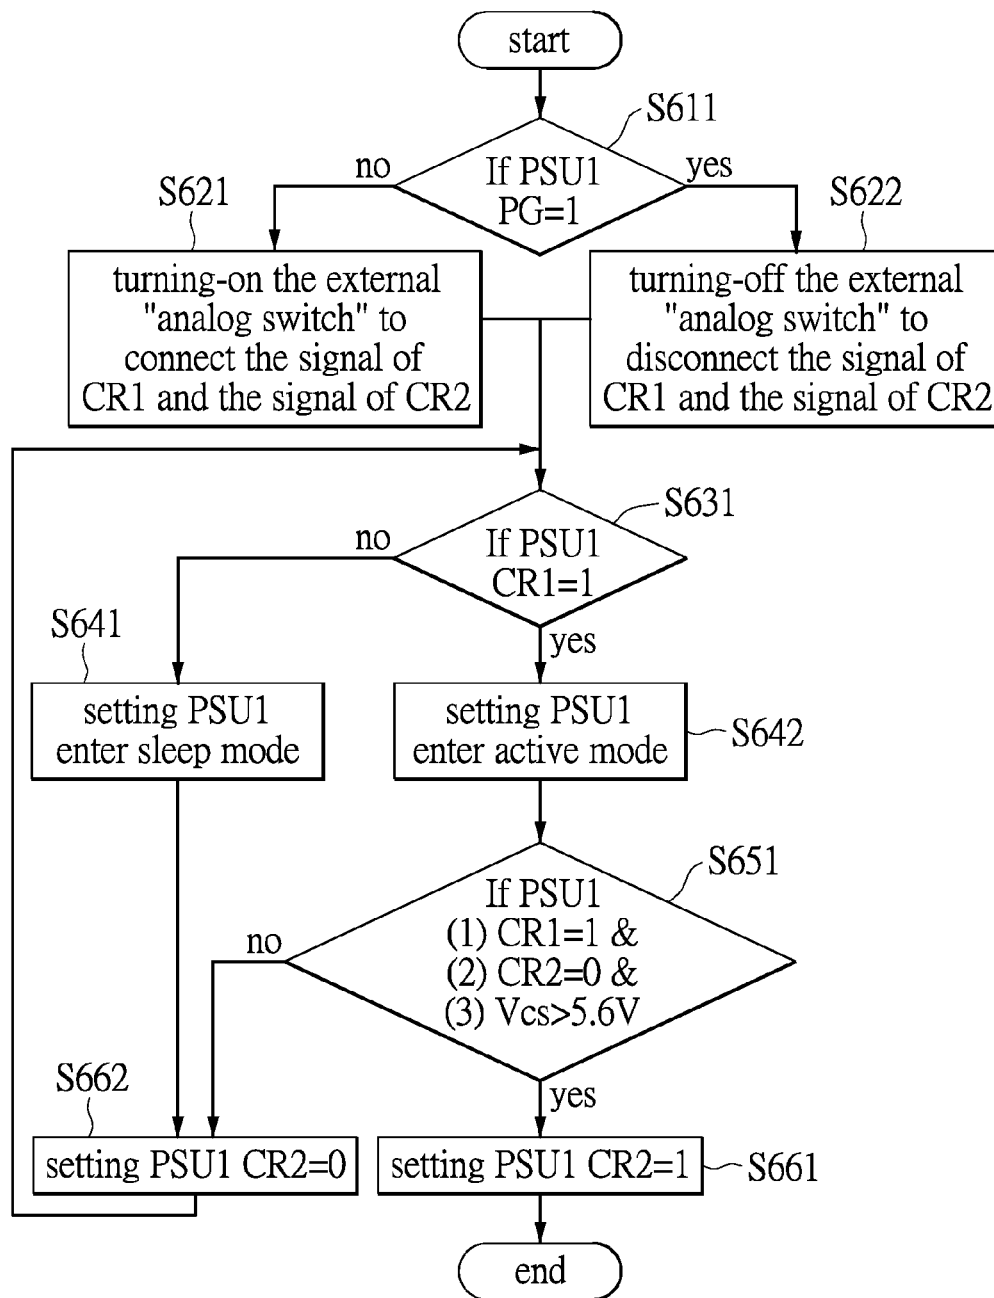 start
S611
If PSU1
PG=1
no
yes
S621
S622
turning-on the external
"analog switch" to
connect the signal of
CR1 and the signal of CR2
turning-off the external
"analog switch" to
disconnect the signal of
CR1 and the signal of CR2
S631
If PSU1
CR1=1
no
yes
S641
setting PSU1
enter sleep mode
setting PSU1
enter active mode
S642
S651
If PSU1
(1) CR1=1 &
(2) CR2=0 &
(3) Vcs>5.6V
no
yes
S662
setting PSU1 CR2=0
setting PSU1 CR2=1
S661
end